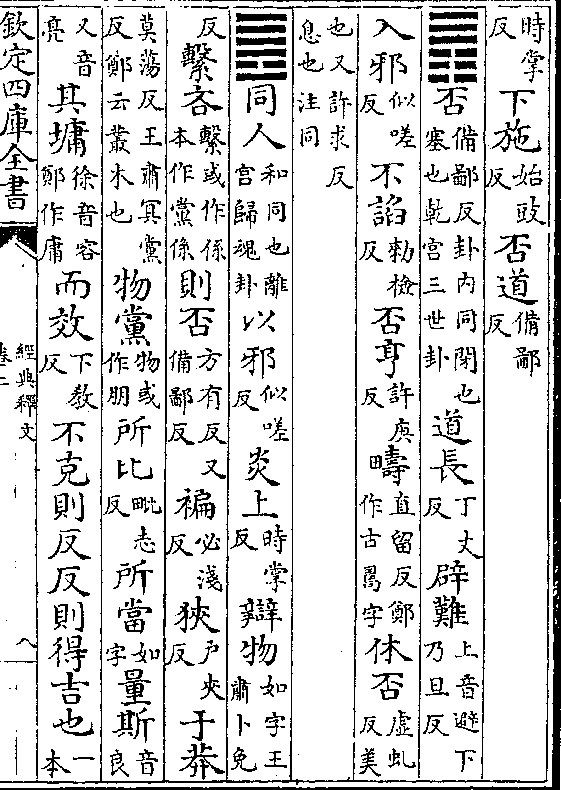 時掌反 下施始豉反 否道備鄙反
䷋否備鄙反卦内同閉也塞也乾宫三世卦 道長丁丈反 辟難上音避下乃旦反
入邪似嗟反 不諂勅檢反 否亨許庚反 疇直留反鄭作古字 休否虚虬反美
也又許求反息也注同
䷌同人和同也離宫歸魂卦 以邪似嗟反 炎上時掌反 辯物如字王肅卜免
反 繫吝繫或作係本作黨係 則否方有反又備鄙反 褊必淺反 狹戶夾反 于莽
莫蕩反王肅冥黨反鄭云叢木也 物黨物或作朋 所比毗志反 所當如字 量斯音良
又音亮 其墉徐音容鄭作庸 而效下教反 不克則反反則得吉也一本
欽定四庫全書
經典釋文
卷二
八